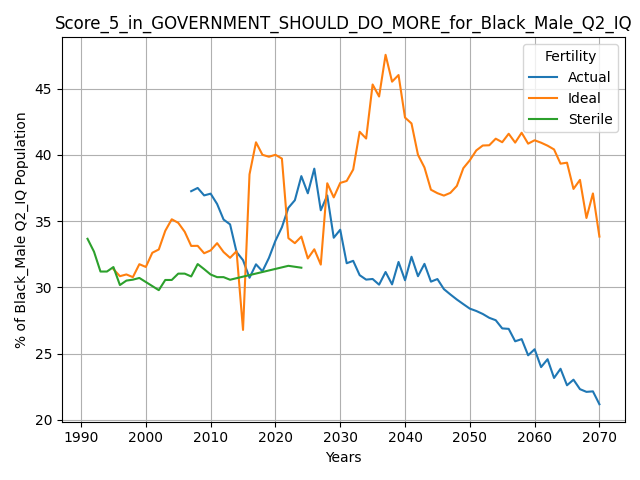 Score_5_in_GOVERNMENT_SHOULD_DO_MORE_for_Black_Male_Q2_IQ
Fertility
Actual
Ideal
Sterile
% of Black_Male Q2_IQ Population
45
40
35
30
25
20
1990 2000 2010 2020 2030 2040 2050 2060 2070
Years